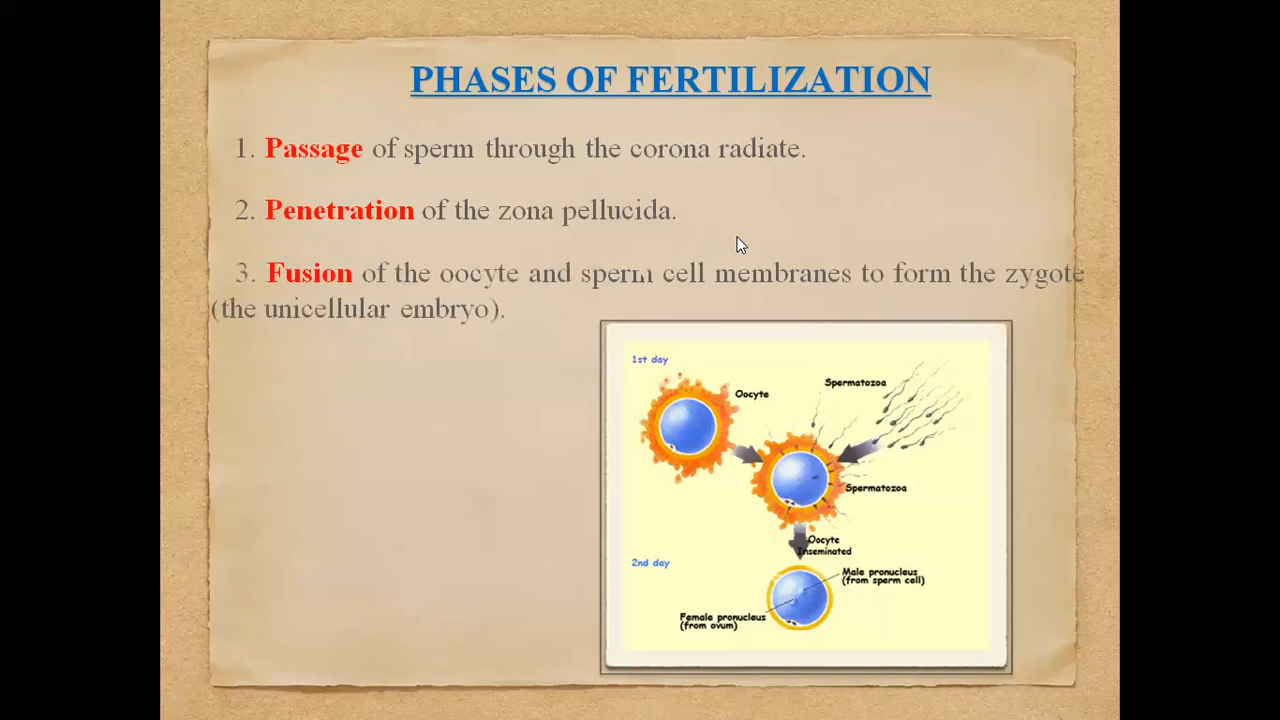 PHASES OF FERTILIZATION
1. Passage of sperm through the corona radiate.
2. Penetration of the zona pellucida.
3. Fusion of the oocyte and sperm cell membranes to form the zygote
(the unicellular embryo).
1st day
Oocyte
Spermatozoa
Spermatozoa
Oocyte
Inseminated
2nd day
Male pronucleus
(from sperm cell)
Female pronucleus
(from ovum)